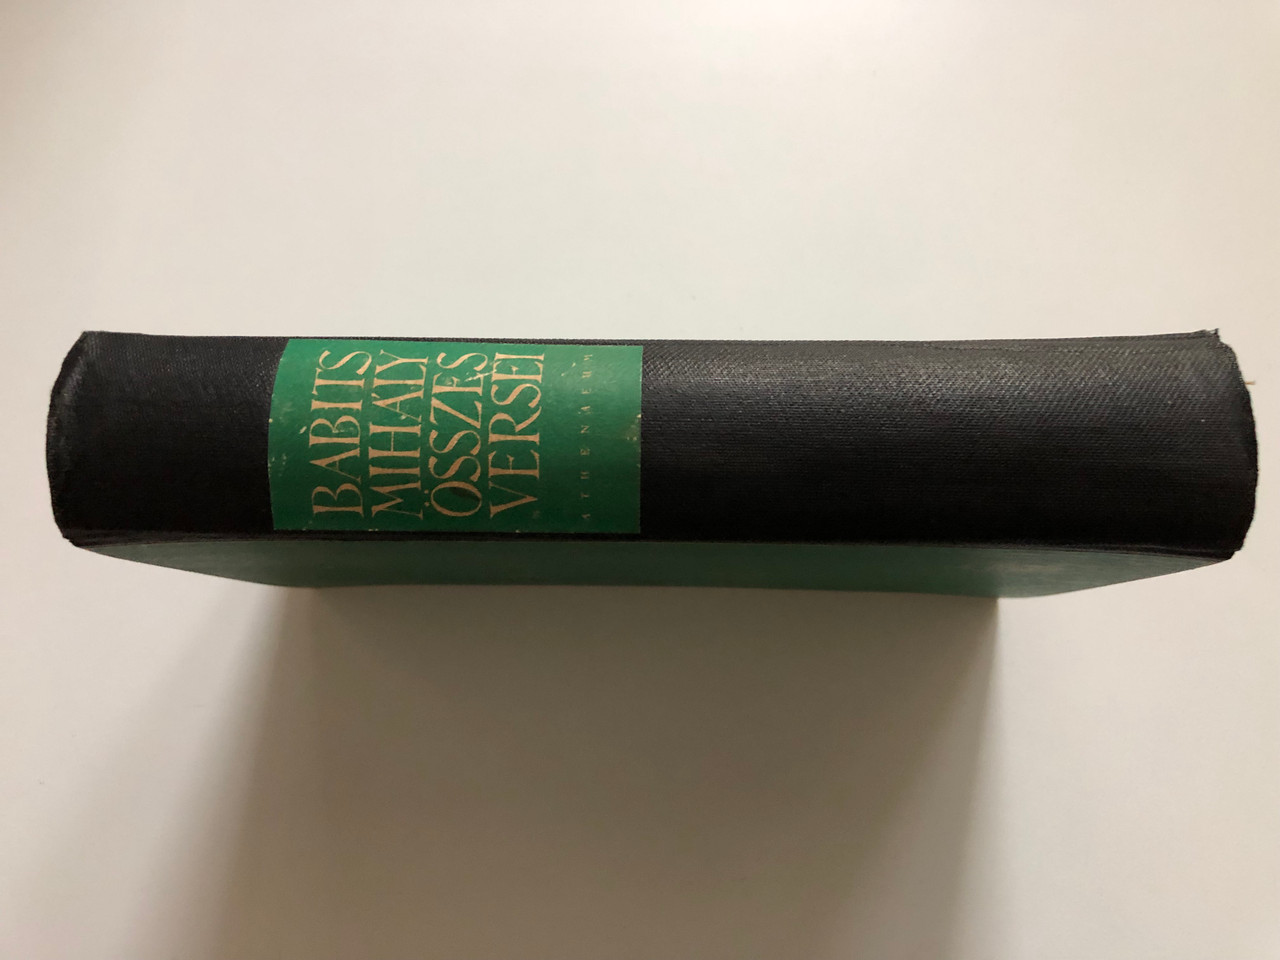 BABITS
MIHÁLY
ÖSSZES
VERSEI
ATHENAEUM